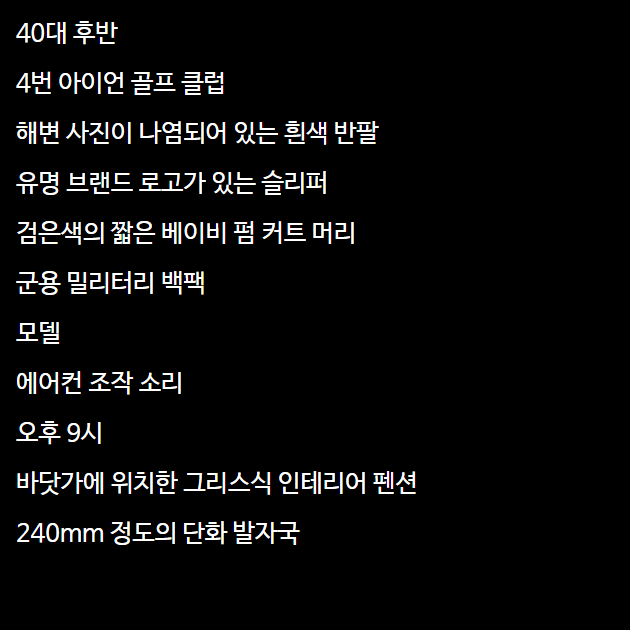 40대 후반
4번 아이언 골프 클럽
해변 사진이 나염되어 있는 흰색 반팔
유명 브랜드 로고가 있는 슬리퍼
검은색의 짧은 베이비 펌 커트 머리
군용 밀리터리 백팩
모델
에어컨 조작 소리
오후 9시
바닷가에 위치한 그리스식 인테리어 펜션
240mm 정도의 단화 발자국